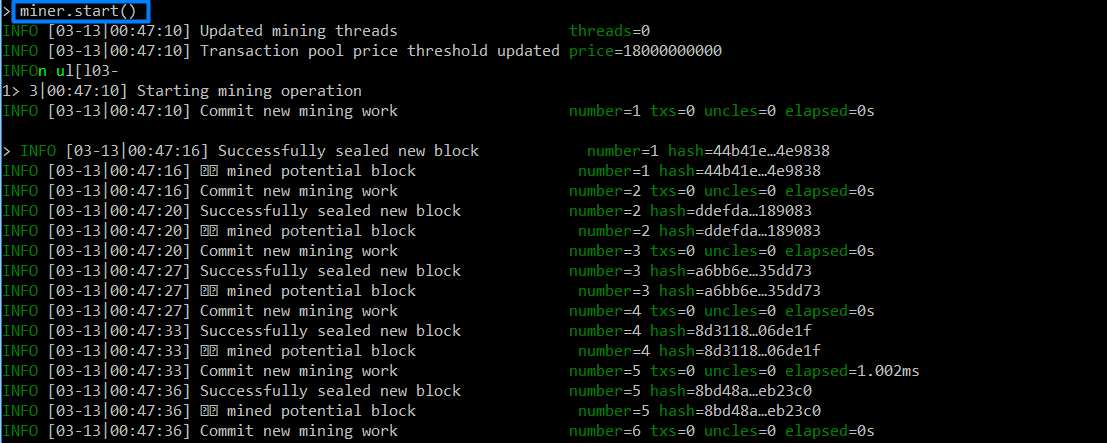 > miner.start()
INFO [03-13|00:47:10] Updated mining threads threads=0
INFO [03-13|00:47:10] Transaction pool price threshold updated price=18000000000
INFOn ul[l03-
1> 3|00:47:10] Starting mining operation
INFO [03-13|00:47:10] Commit new mining work number=1 txs=0 uncles=0 elapsed=0s
> INFO [03-13|00:47:16] Successfully sealed new block number=1 hash=44b41e…4e9838
INFO [03-13|00:47:16] �� mined potential block number=1 hash=44b41e…4e9838
INFO [03-13|00:47:16] Commit new mining work number=2 txs=0 uncles=0 elapsed=0s
INFO [03-13|00:47:20] Successfully sealed new block number=2 hash=ddefda…189083
INFO [03-13|00:47:20] �� mined potential block number=2 hash=ddefda…189083
INFO [03-13|00:47:20] Commit new mining work number=3 txs=0 uncles=0 elapsed=0s
INFO [03-13|00:47:27] Successfully sealed new block number=3 hash=a6bb6e…35dd73
INFO [03-13|00:47:27] �� mined potential block number=3 hash=a6bb6e…35dd73
INFO [03-13|00:47:27] Commit new mining work number=4 txs=0 uncles=0 elapsed=0s
INFO [03-13|00:47:33] Successfully sealed new block number=4 hash=8d3118…06de1f
INFO [03-13|00:47:33] �� mined potential block number=4 hash=8d3118…06de1f
INFO [03-13|00:47:33] Commit new mining work number=5 txs=0 uncles=0 elapsed=1.002ms
INFO [03-13|00:47:36] Successfully sealed new block number=5 hash=8bd48a…eb23c0
INFO [03-13|00:47:36] �� mined potential block number=5 hash=8bd48a…eb23c0
INFO [03-13|00:47:36] Commit new mining work number=6 txs=0 uncles=0 elapsed=0s